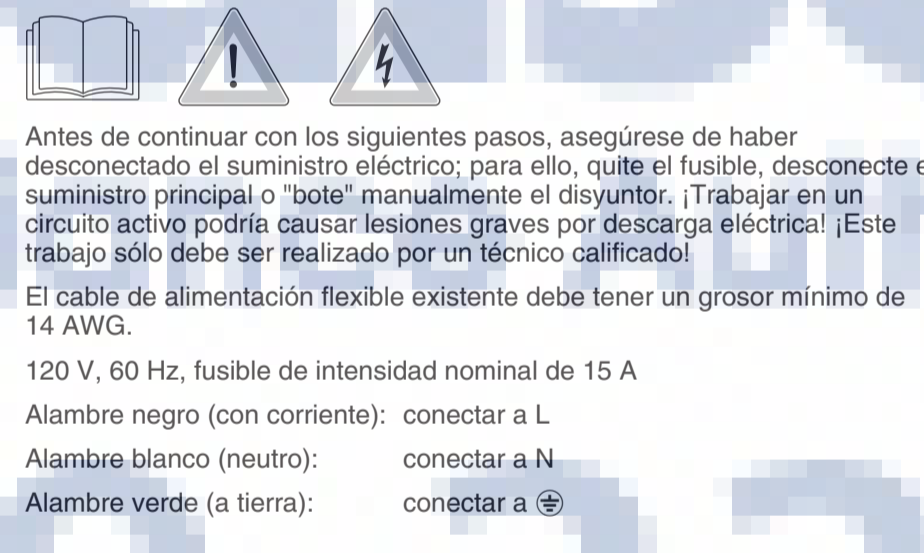 Antes de continuar con los siguientes pasos, asegúrese de haber
desconectado el suministro eléctrico; para ello, quite el fusible, desconecte e
suministro principal o "bote" manualmente el disyuntor. ¡Trabajar en un
circuito activo podría causar lesiones graves por descarga eléctrica! ¡Este
trabajo sólo debe ser realizado por un técnico calificado!
El cable de alimentación flexible existente debe tener un grosor mínimo de
14 AWG.
120 V, 60 Hz, fusible de intensidad nominal de 15 A
Alambre negro (con corriente): conectar a L
Alambre blanco (neutro): conectar a N
Alambre verde (a tierra): conectar a ⏚